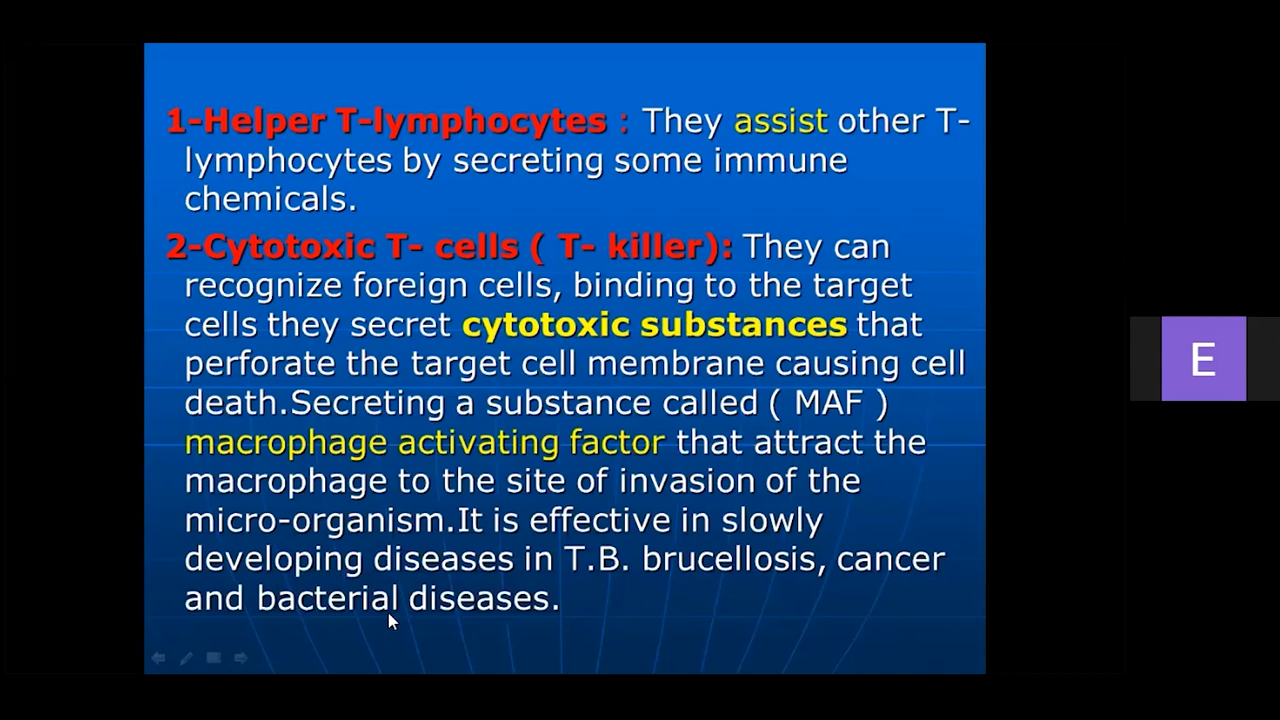 1-Helper T-lymphocytes : They assist other T-
lymphocytes by secreting some immune
chemicals.
2-Cytotoxic T- cells ( T- killer): They can
recognize foreign cells, binding to the target
cells they secret cytotoxic substances that
perforate the target cell membrane causing cell
death.Secreting a substance called ( MAF )
macrophage activating factor that attract the
macrophage to the site of invasion of the
micro-organism.It is effective in slowly
developing diseases in T.B. brucellosis, cancer
and bacterial diseases.
E